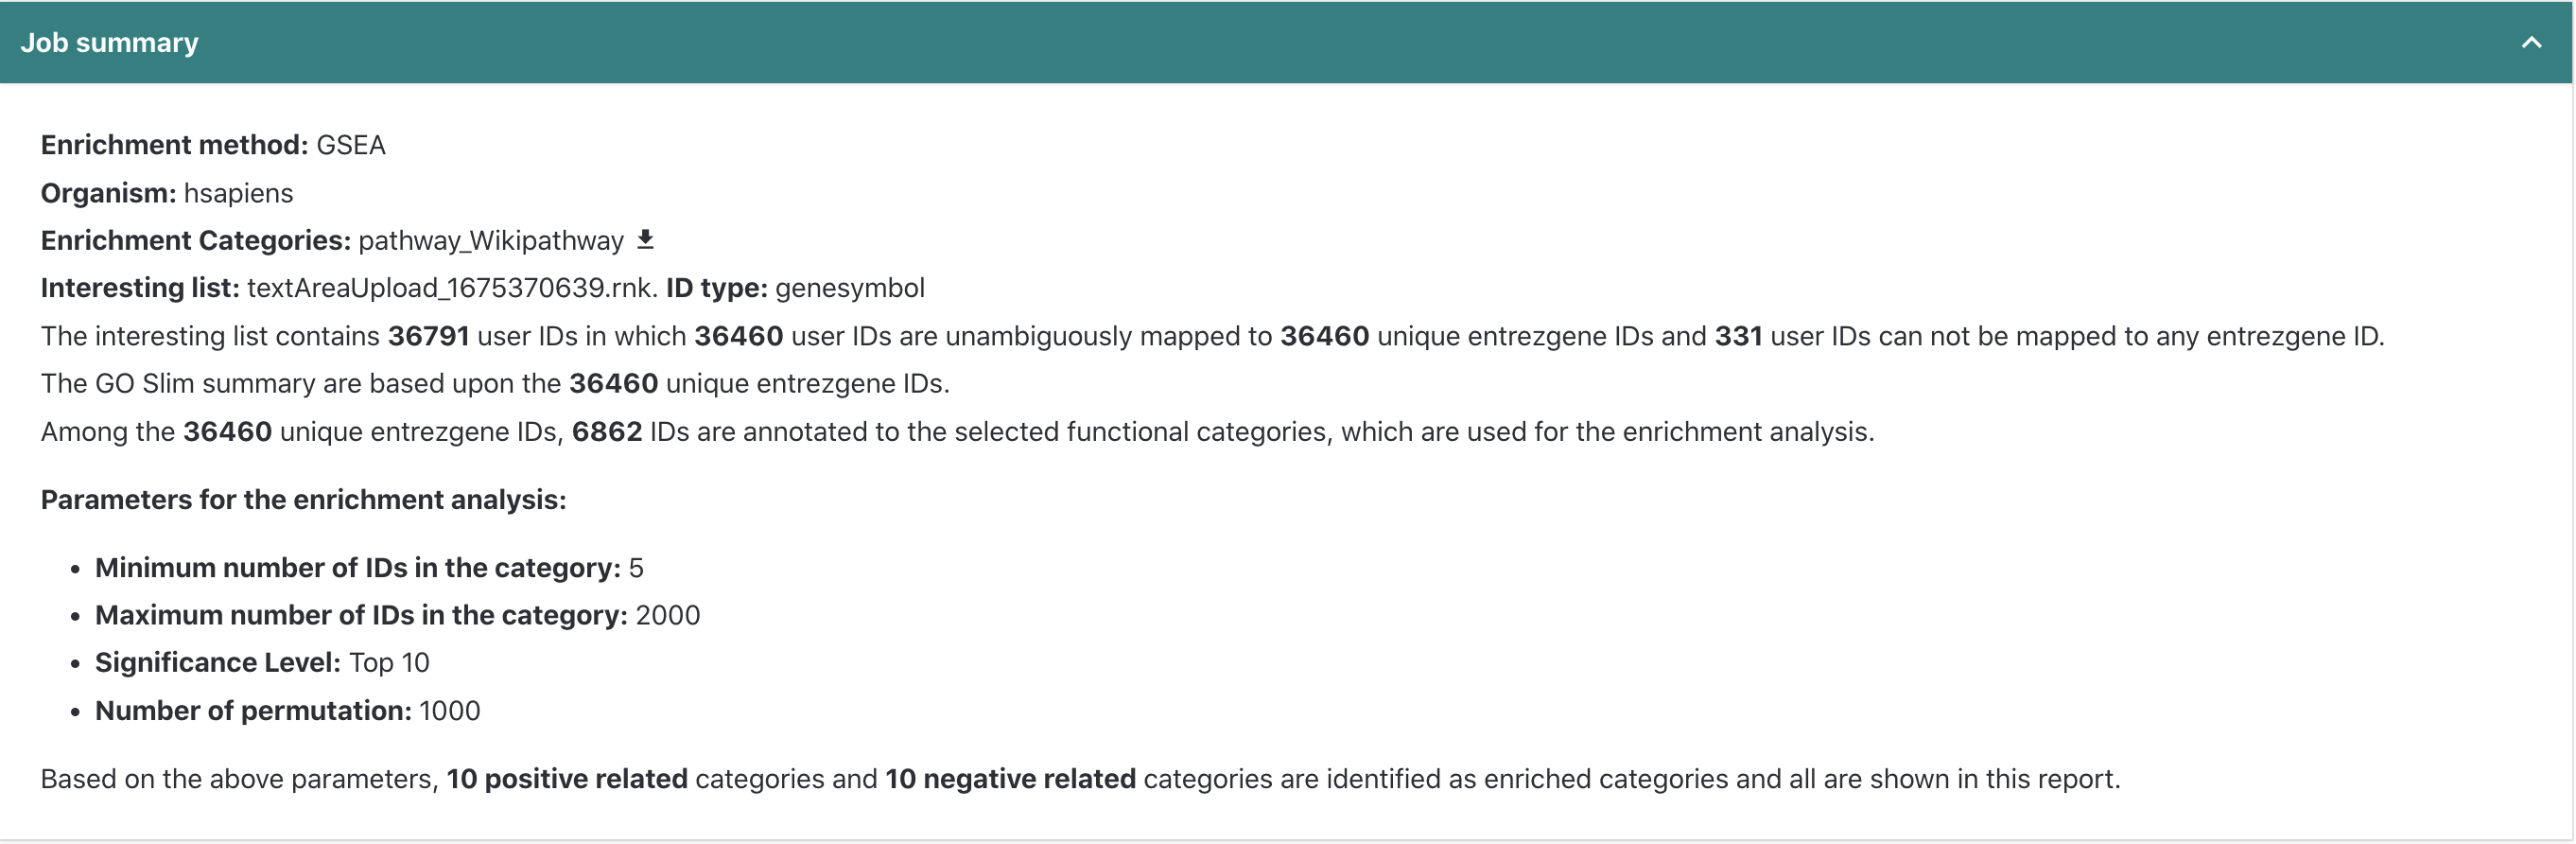 Job summary
Enrichment method: GSEA
Organism: hsapiens
Enrichment Categories: pathway_Wikipathway
Interesting list: textAreaUpload_1675370639.rnk. ID type: genesymbol
The interesting list contains 36791 user IDs in which 36460 user IDs are unambiguously mapped to 36460 unique entrezgene IDs and 331 user IDs can not be mapped to any entrezgene ID.
The GO Slim summary are based upon the 36460 unique entrezgene IDs.
Among the 36460 unique entrezgene IDs, 6862 IDs are annotated to the selected functional categories, which are used for the enrichment analysis.
Parameters for the enrichment analysis:
• Minimum number of IDs in the category: 5
• Maximum number of IDs in the category: 2000
• Significance Level: Top 10
• Number of permutation: 1000
Based on the above parameters, 10 positive related categories and 10 negative related categories are identified as enriched categories and all are shown in this report.